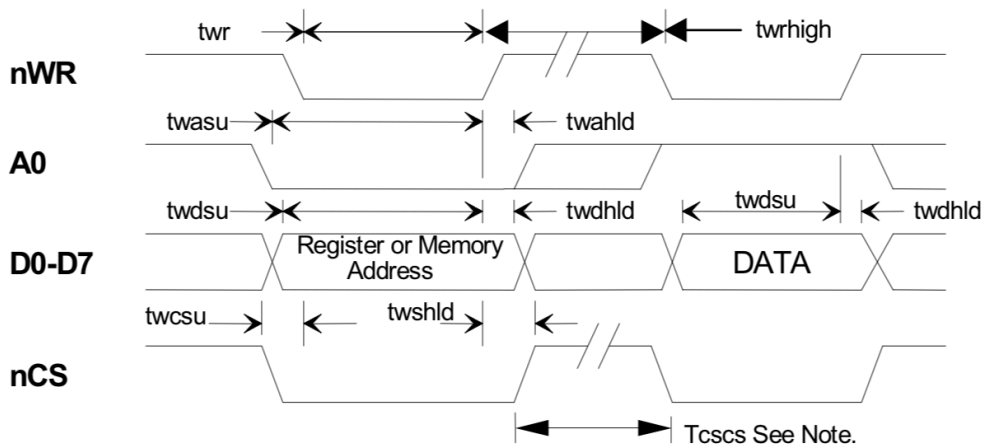 twr twrhigh
nWR
twasu twahld
A0
twdsu twdhld twdsu twdhld
D0-D7 Register or Memory
Address DATA
twcsu twshld
nCS
Tcscs See Note.